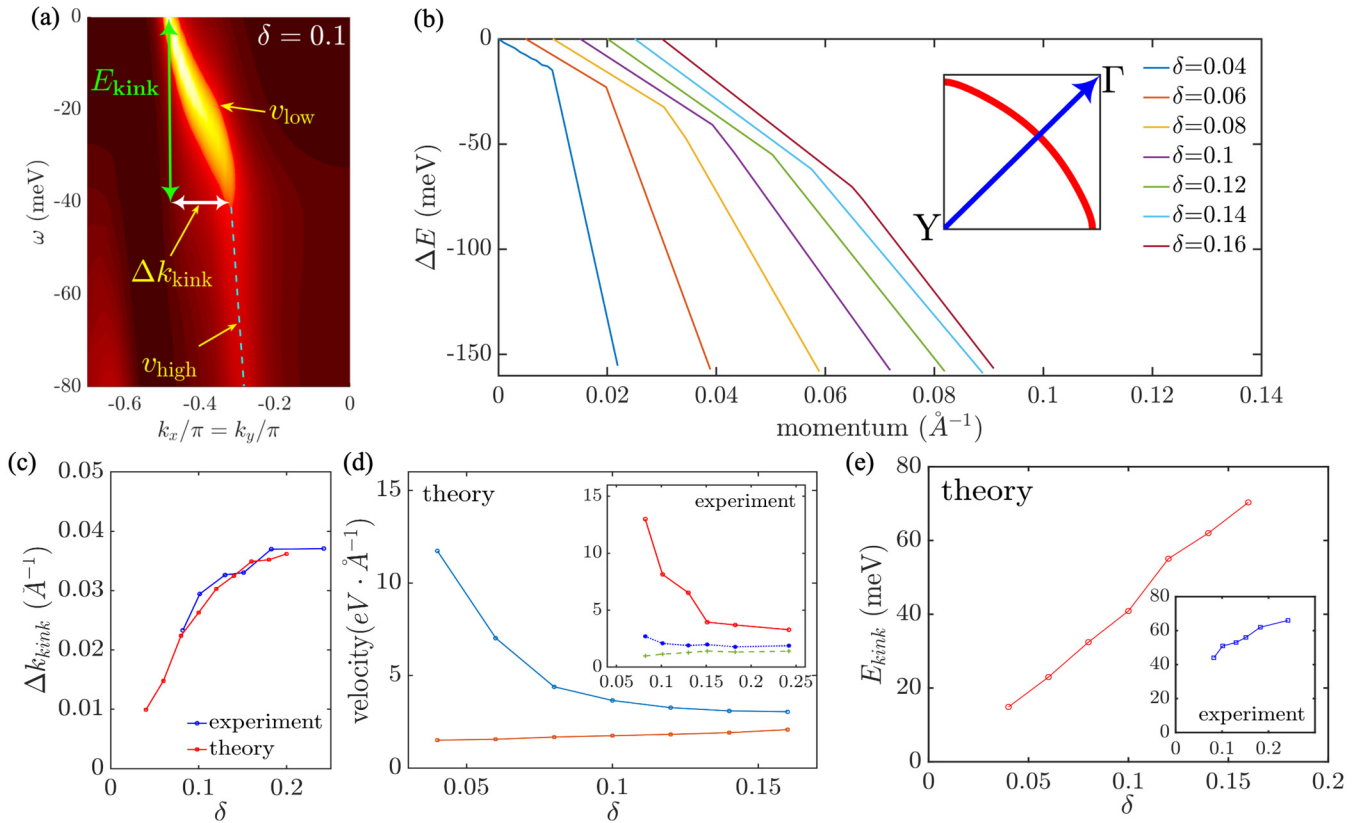 (a)
δ = 0.1
E_kink
v_low
Δk_kink
v_high
ω (meV)
0
-20
-40
-60
-80
-0.6
-0.4
-0.2
0
k_x/π = k_y/π
(b)
ΔE (meV)
0
-50
-100
-150
0
0.02
0.04
0.06
0.08
0.1
0.12
0.14
momentum (Å⁻¹)
Γ
Y
δ=0.04
δ=0.06
δ=0.08
δ=0.1
δ=0.12
δ=0.14
δ=0.16
(c)
Δk_kink (Å⁻¹)
0.05
0.04
0.03
0.02
0.01
0
0.1
0.2
δ
experiment
theory
(d)
theory
velocity(eV · Å⁻¹)
15
10
5
0
0.05
0.1
0.15
δ
experiment
15
10
5
0
0.05
0.1
0.15
0.2
0.25
(e)
theory
E_kink (meV)
80
60
40
20
0
0
0.05
0.1
0.15
0.2
δ
80
60
40
20
0
experiment
0
0.1
0.2